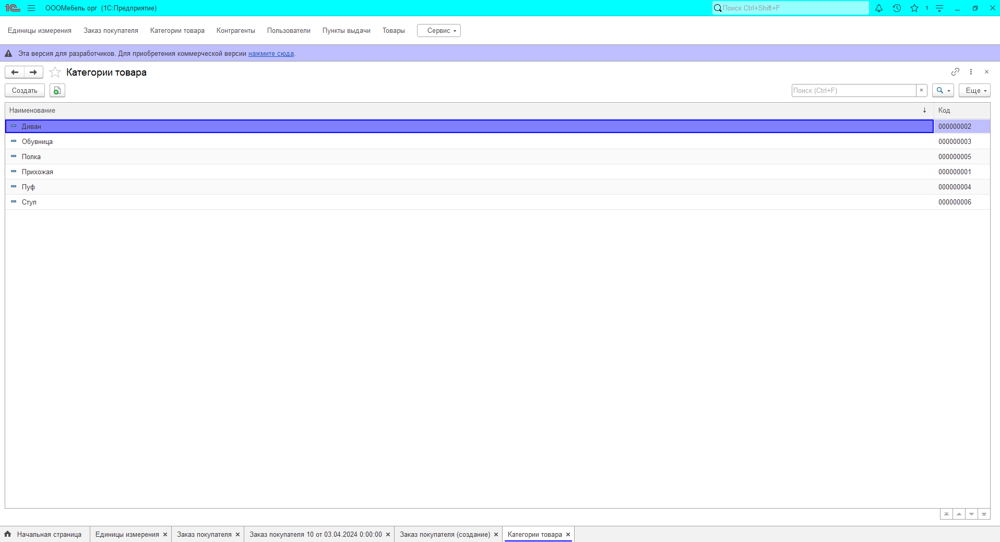 1С ОООМебель орг (1С:Предприятие) Поиск Ctrl+Shift+F 1
Единицы измерения Заказ покупателя Категории товара Контрагенты Пользователи Пункты выдачи Товары Сервис
Эта версия для разработчиков. Для приобретения коммерческой версии нажмите сюда.
Категории товара
Создать Поиск (Ctrl+F) × Еще
Наименование ↓ Код
Диван 000000002
Обувница 000000003
Полка 000000005
Прихожая 000000001
Пуф 000000004
Стул 000000006
Начальная страница Единицы измерения × Заказ покупателя × Заказ покупателя 10 от 03.04.2024 0:00:00 × Заказ покупателя (создание) × Категории товара ×